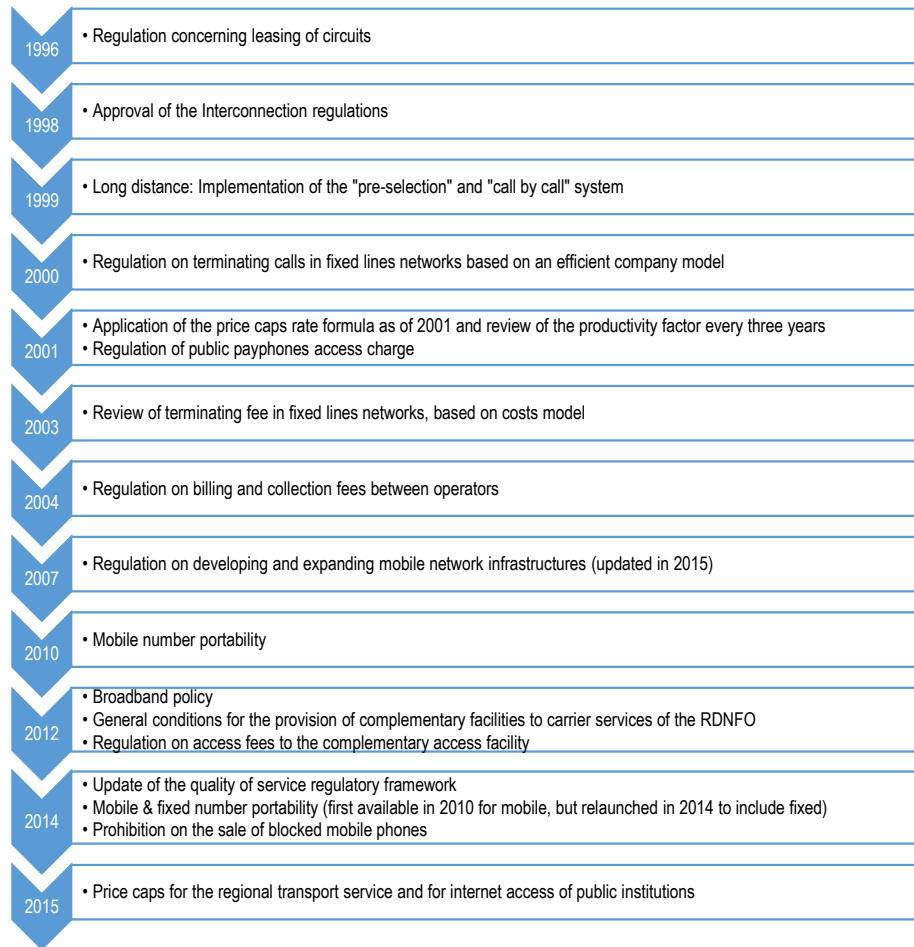 1996
• Regulation concerning leasing of circuits
1998
• Approval of the Interconnection regulations
1999
• Long distance: Implementation of the "pre-selection" and "call by call" system
2000
• Regulation on terminating calls in fixed lines networks based on an efficient company model
2001
• Application of the price caps rate formula as of 2001 and review of the productivity factor every three years
• Regulation of public payphones access charge
2003
• Review of terminating fee in fixed lines networks, based on costs model
2004
• Regulation on billing and collection fees between operators
2007
• Regulation on developing and expanding mobile network infrastructures (updated in 2015)
2010
• Mobile number portability
2012
• Broadband policy
• General conditions for the provision of complementary facilities to carrier services of the RDNFO
• Regulation on access fees to the complementary access facility
2014
• Update of the quality of service regulatory framework
• Mobile & fixed number portability (first available in 2010 for mobile, but relaunched in 2014 to include fixed)
• Prohibition on the sale of blocked mobile phones
2015
• Price caps for the regional transport service and for internet access of public institutions